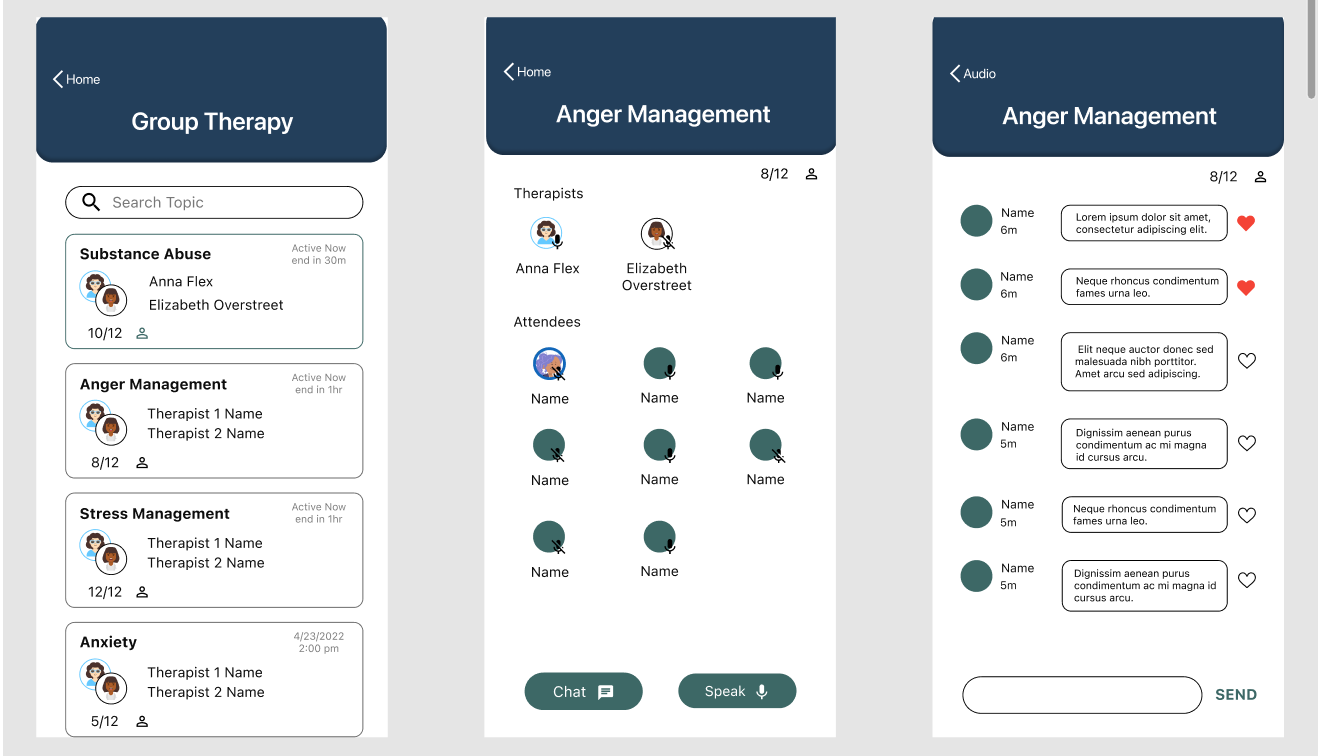 Home
Group Therapy
Search Topic
Substance Abuse
Active Now
end in 30m
Anna Flex
Elizabeth Overstreet
10/12
Anger Management
Active Now
end in 1hr
Therapist 1 Name
Therapist 2 Name
8/12
Stress Management
Active Now
end in 1hr
Therapist 1 Name
Therapist 2 Name
12/12
Anxiety
4/23/2022
2:00 pm
Therapist 1 Name
Therapist 2 Name
5/12
Home
Anger Management
8/12
Therapists
Anna Flex
Elizabeth
Overstreet
Attendees
Name
Name
Name
Name
Name
Name
Name
Name
Chat
Speak
Audio
Anger Management
8/12
Name
6m
Lorem ipsum dolor sit amet,
consectetur adipiscing elit.
Name
6m
Neque rhoncus condimentum
fames urna leo.
Name
6m
Elit neque auctor donec sed
malesuada nibh porttitor.
Amet arcu sed adipiscing.
Name
5m
Dignissim aenean purus
condimentum ac mi magna
id cursus arcu.
Name
5m
Neque rhoncus condimentum
fames urna leo.
Name
5m
Dignissim aenean purus
condimentum ac mi magna id
cursus arcu.
SEND